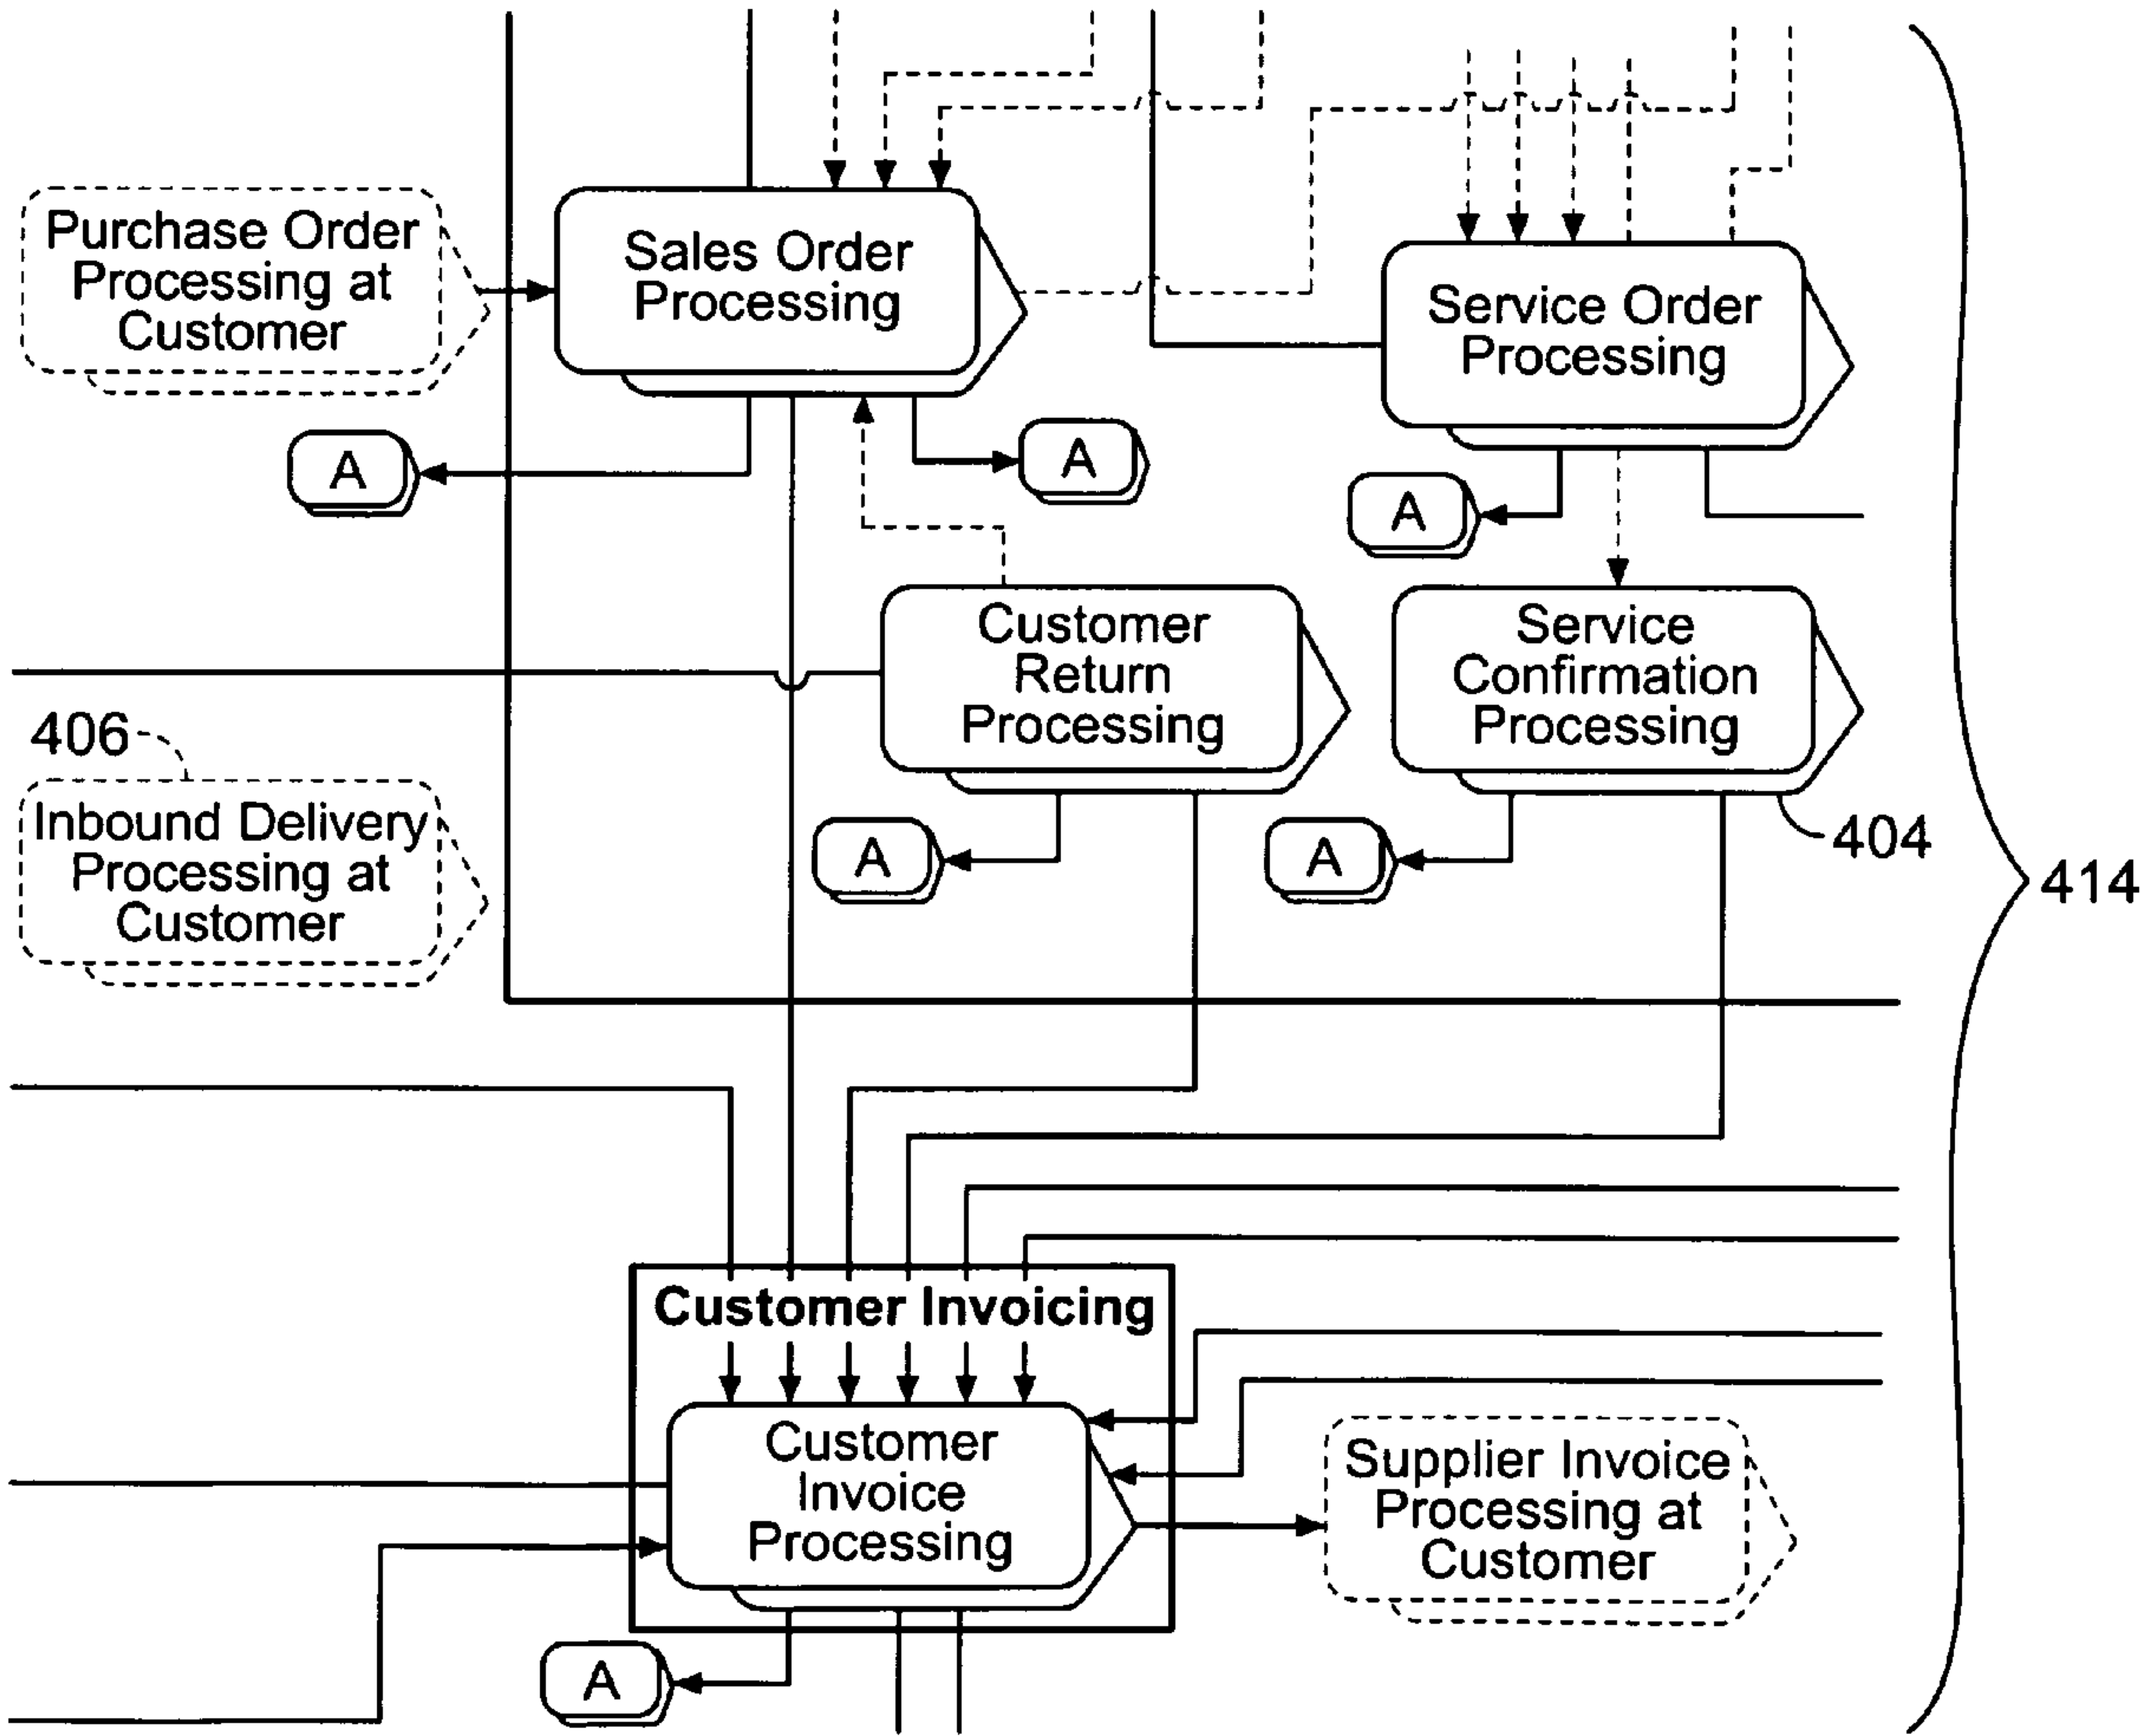 Purchase Order
Processing at
Customer
Sales Order
Processing
Service Order
Processing
A
A
A
Customer
Return
Processing
Service
Confirmation
Processing
406
Inbound Delivery
Processing at
Customer
A
A
404
414
Customer Invoicing
Customer
Invoice
Processing
Supplier Invoice
Processing at
Customer
A